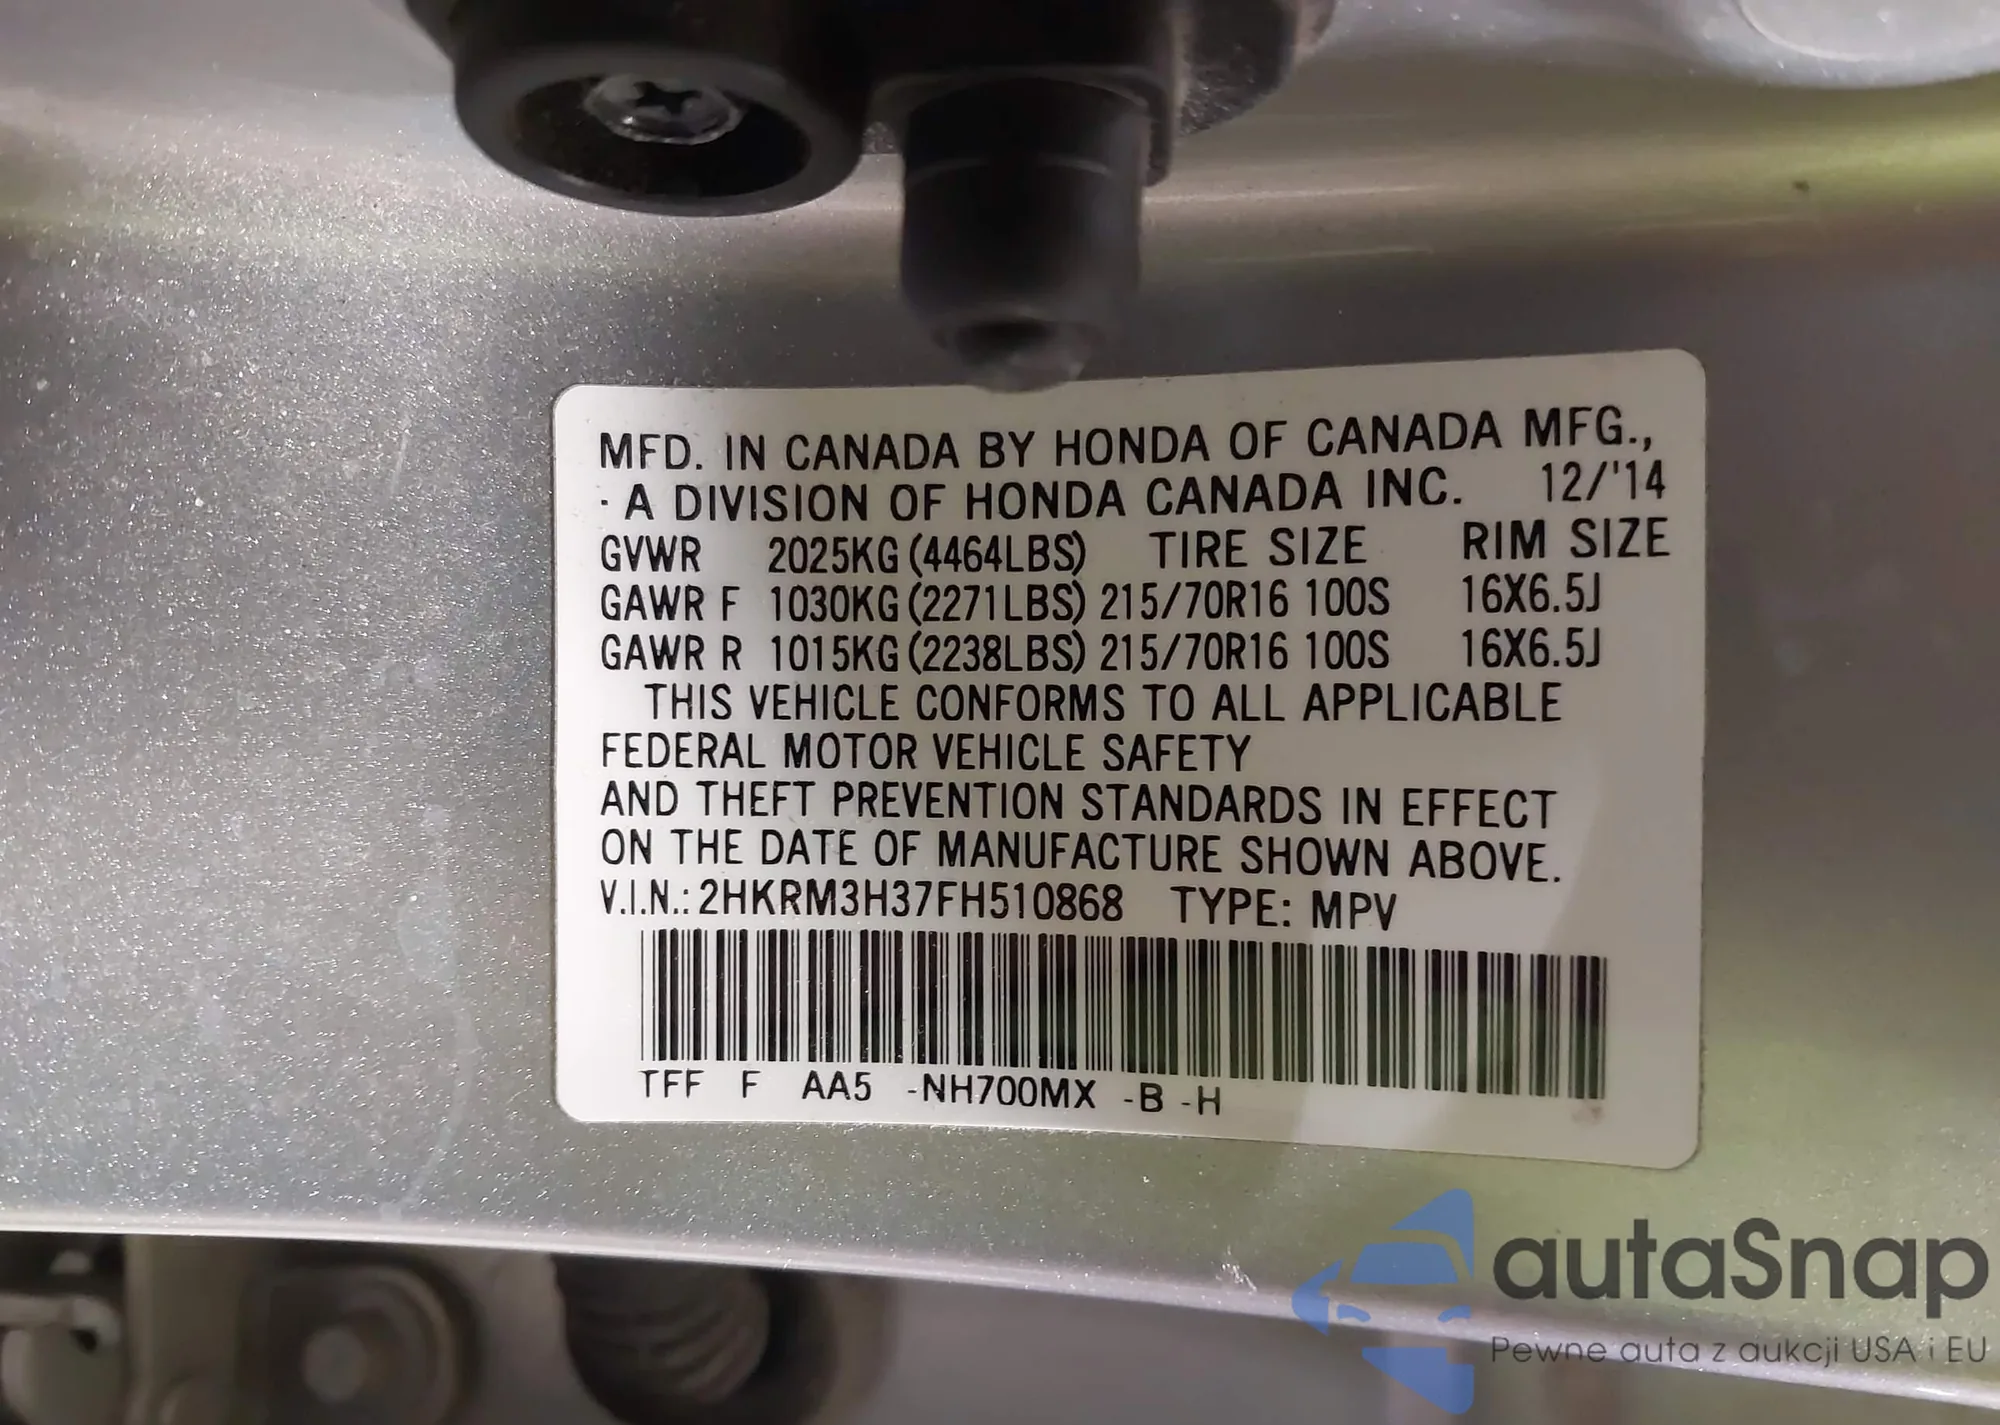 MFD. IN CANADA BY HONDA OF CANADA MFG.,
· A DIVISION OF HONDA CANADA INC. 12/'14
GVWR 2025KG (4464LBS) TIRE SIZE RIM SIZE
GAWR F 1030KG (2271LBS) 215/70R16 100S 16X6.5J
GAWR R 1015KG (2238LBS) 215/70R16 100S 16X6.5J
THIS VEHICLE CONFORMS TO ALL APPLICABLE
FEDERAL MOTOR VEHICLE SAFETY
AND THEFT PREVENTION STANDARDS IN EFFECT
ON THE DATE OF MANUFACTURE SHOWN ABOVE.
V.I.N.: 2HKRM3H37FH510868 TYPE: MPV
TFF F AA5 -NH700MX -B -H
autaSnap
Pewne auta z aukcji USA i EU